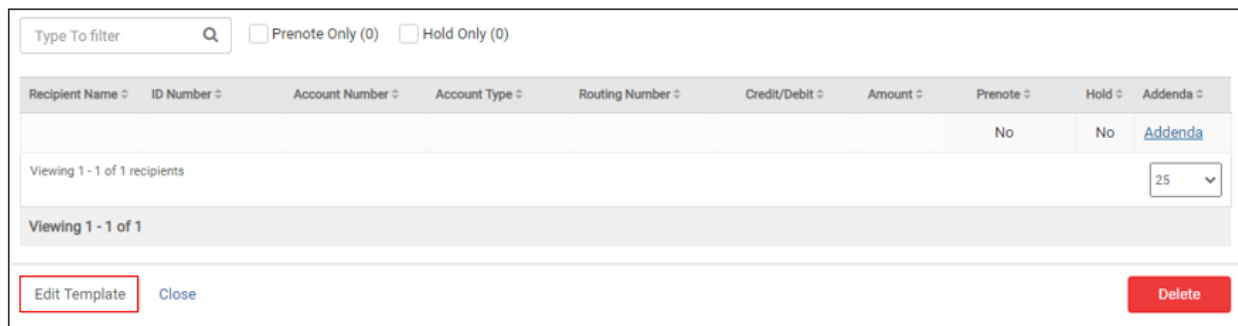 Type To filter Prenote Only (0) Hold Only (0)
Recipient Name ID Number Account Number Account Type Routing Number Credit/Debit Amount Prenote Hold Addenda
No No Addenda
Viewing 1 - 1 of 1 recipients 25
Viewing 1 - 1 of 1
Edit Template Close Delete